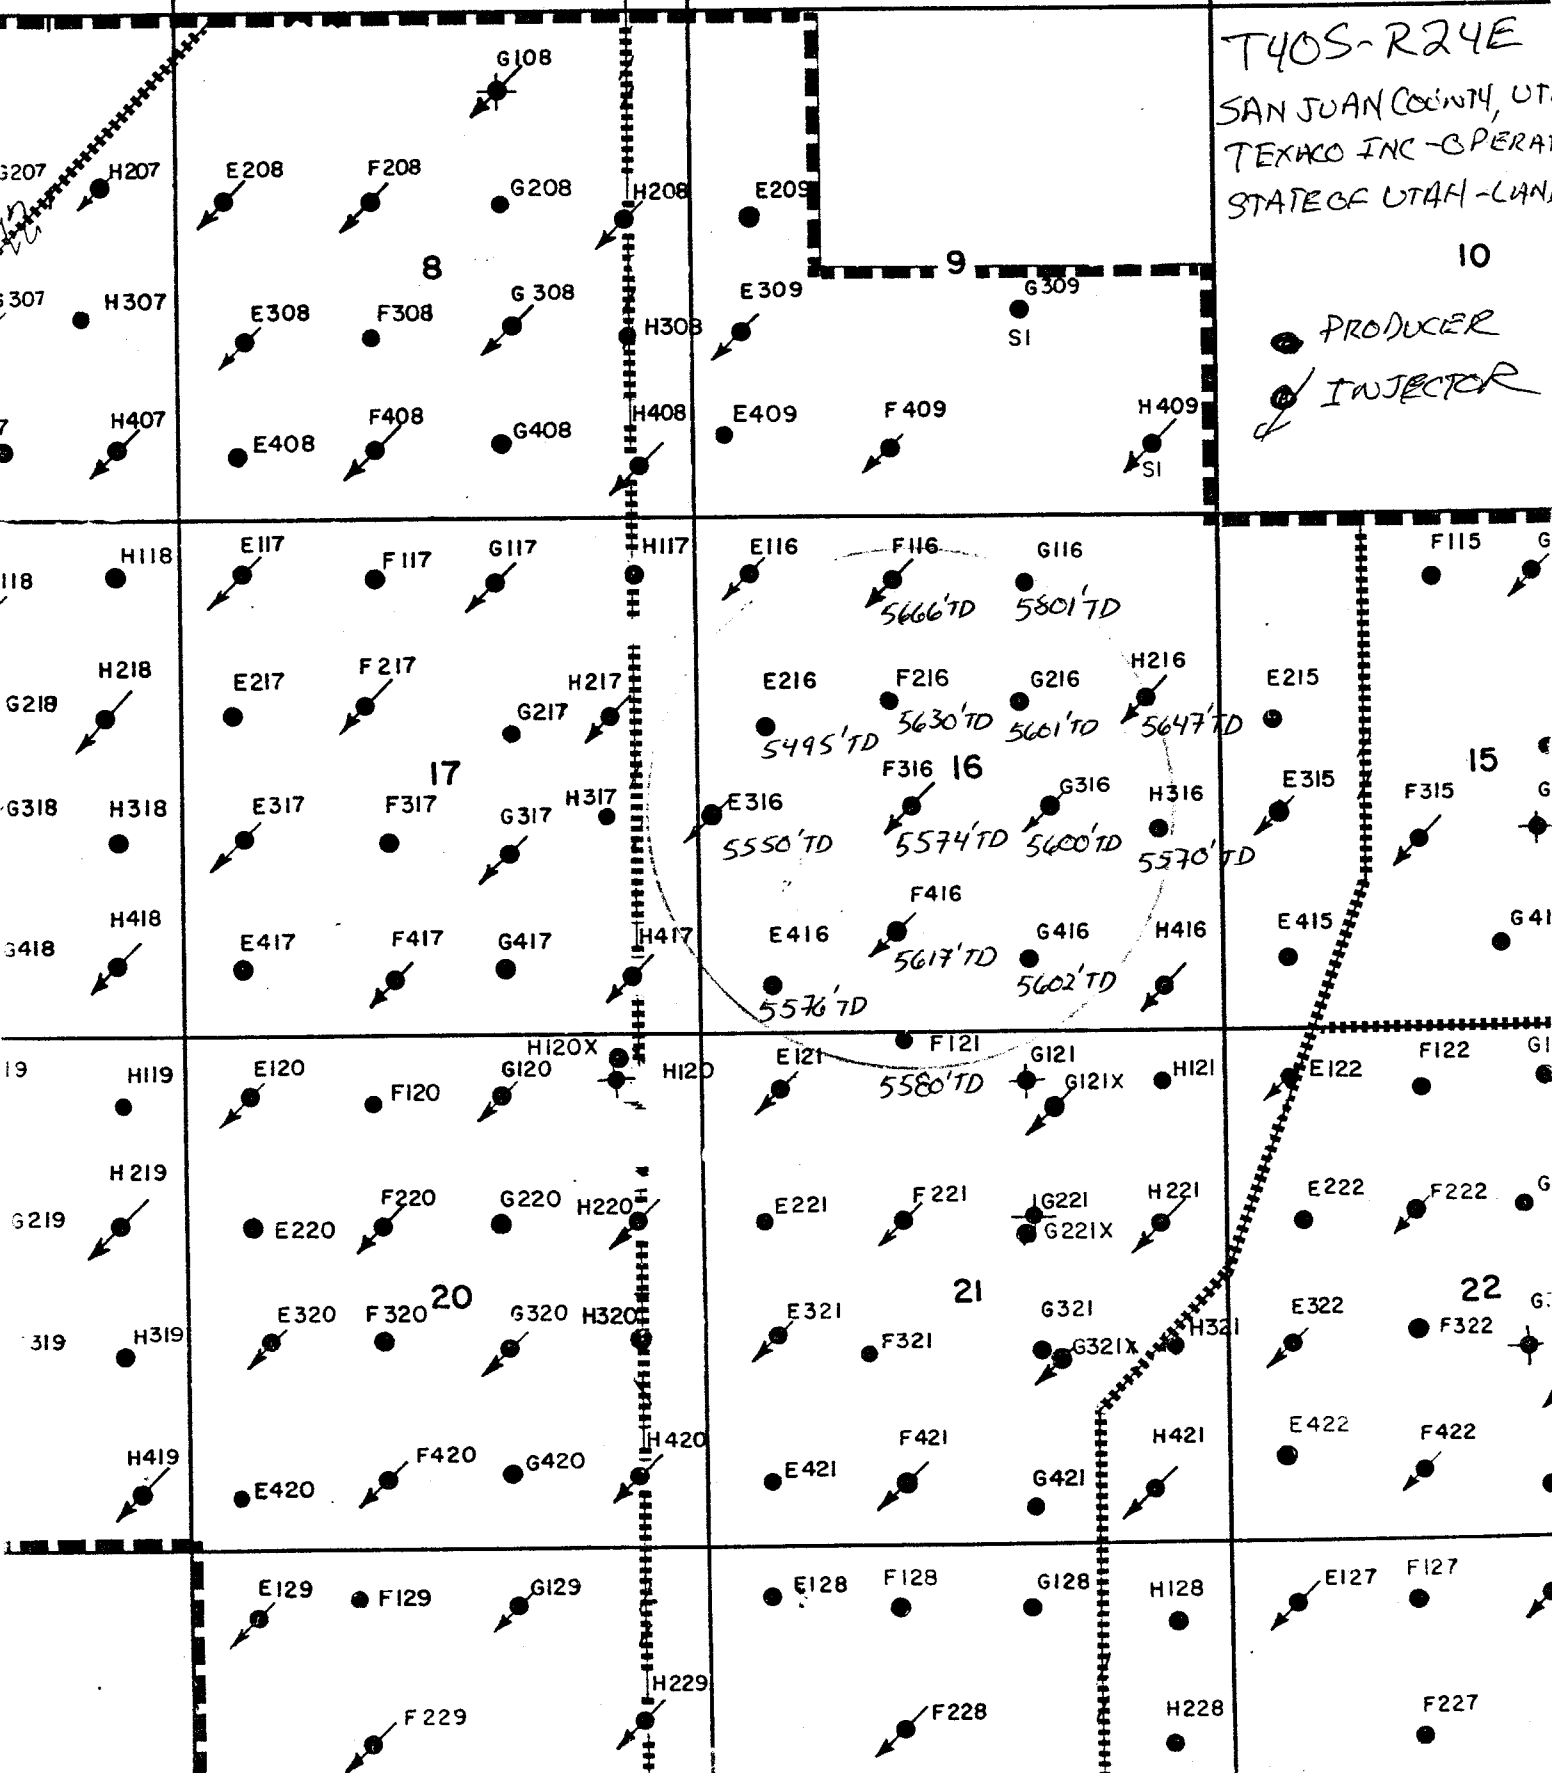 T40S-R24E
SAN JUAN COUNTY,
TEXACO INC -
STATE OF UTAH -
G108
G207 H207 E208 F208 G208 H208 E209
8 9 10
H307 E308 F308 G308 H308 E309 G309
SI
PRODUCER
INJECTOR
H407 E408 F408 G408 H408 E409 F409 H409
SI
118 H118 E117 F117 G117 H117 E116 F116 G116 F115
5666'TD 5801'TD
G218 H218 E217 F217 G217 H217 E216 F216 G216 H216 E215
5495'TD 5630'TD 5601'TD 5647'TD
17 16 15
G318 H318 E317 F317 G317 H317 E316 F316 G316 H316 E315 F315
5550'TD 5574'TD 5600'TD 5570'TD
G418 H418 E417 F417 G417 H417 E416 F416 G416 H416 E415
5576'TD 5617'TD 5602'TD
19 H119 E120 F120 G120 H120X H120 E121 F121 G121 G121X H121 E122 F122
5580'TD
G219 H219 E220 F220 G220 H220 E221 F221 G221 G221X H221 E222 F222
20 21 22
319 H319 E320 F320 G320 H320 E321 F321 G321 G321X H321 E322 F322
H419 E420 F420 G420 H420 E421 F421 G421 H421 E422 F422
E129 F129 G129 E128 F128 G128 H128 E127 F127
F229 H229 F228 H228 F227